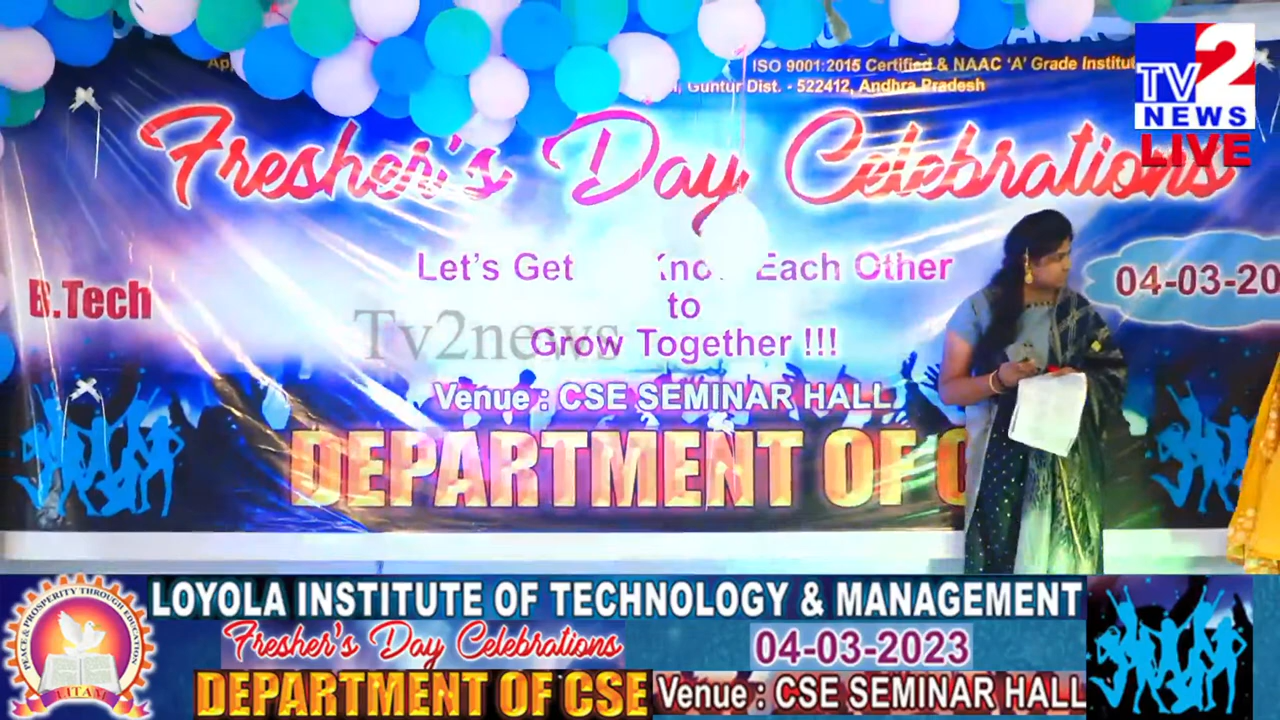 ISO 9001:2015 Certified & NAAC 'A' Grade Institut
Guntur Dist. - 522412, Andhra Pradesh
TV2
NEWS
LIVE
Fresher's Day Celebrations
Let's Get Each Other
04-03-20
B.Tech
to
Tv2news
Grow Together !!!
Venue : CSE SEMINAR HALL
DEPARTMENT OF C
PEACE & PROSPERITY THROUGH EDUCATION
LITAM
LOYOLA INSTITUTE OF TECHNOLOGY & MANAGEMENT
Fresher's Day Celebrations
04-03-2023
DEPARTMENT OF CSE
Venue : CSE SEMINAR HALL